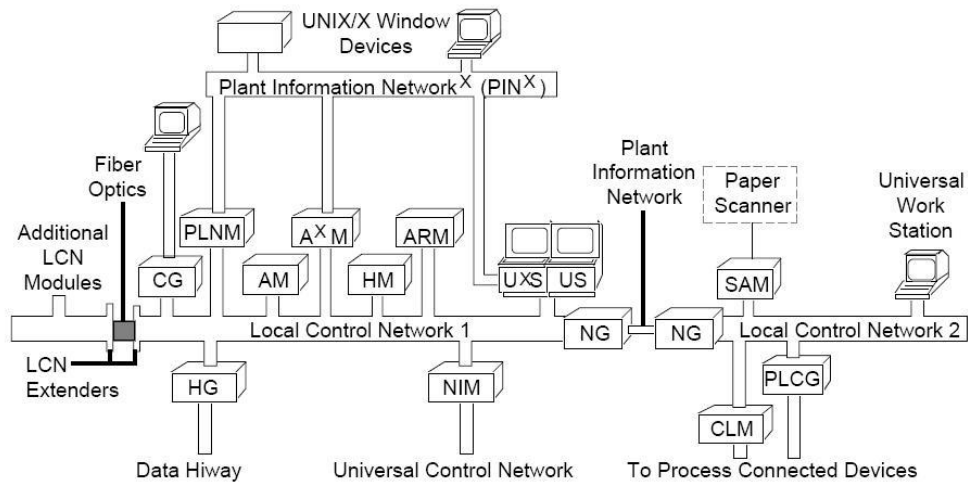 UNIX/X Window
Devices
Plant Information Network^X (PIN^X)
Fiber
Optics
Plant
Information
Network
Paper
Scanner
Universal
Work
Station
Additional
LCN
Modules
PLNM
A^X M
ARM
CG
AM
HM
UXS
US
SAM
Local Control Network 1
NG
NG
Local Control Network 2
LCN
Extenders
HG
NIM
PLCG
CLM
Data Hiway
Universal Control Network
To Process Connected Devices